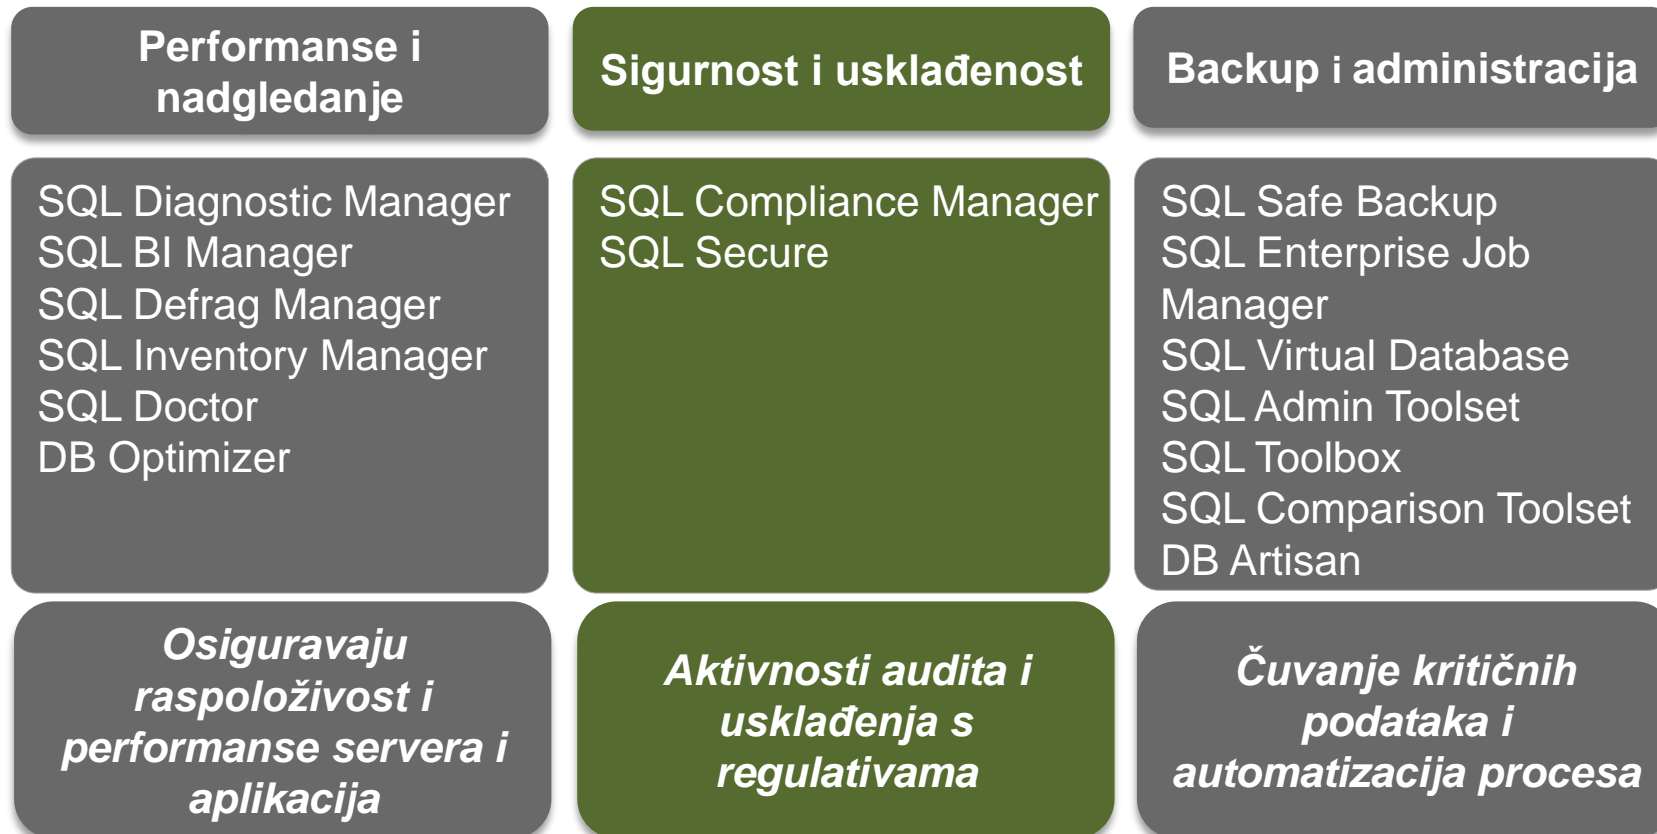 Performanse i
nadgledanje
SQL Diagnostic Manager
SQL BI Manager
SQL Defrag Manager
SQL Inventory Manager
SQL Doctor
DB Optimizer
Osiguravaju
raspoloživost i
performanse servera i
aplikacija
Sigurnost i usklađenost
SQL Compliance Manager
SQL Secure
Aktivnosti audita i
usklađenja s
regulativama
Backup i administracija
SQL Safe Backup
SQL Enterprise Job
Manager
SQL Virtual Database
SQL Admin Toolset
SQL Toolbox
SQL Comparison Toolset
DB Artisan
Čuvanje kritičnih
podataka i
automatizacija procesa